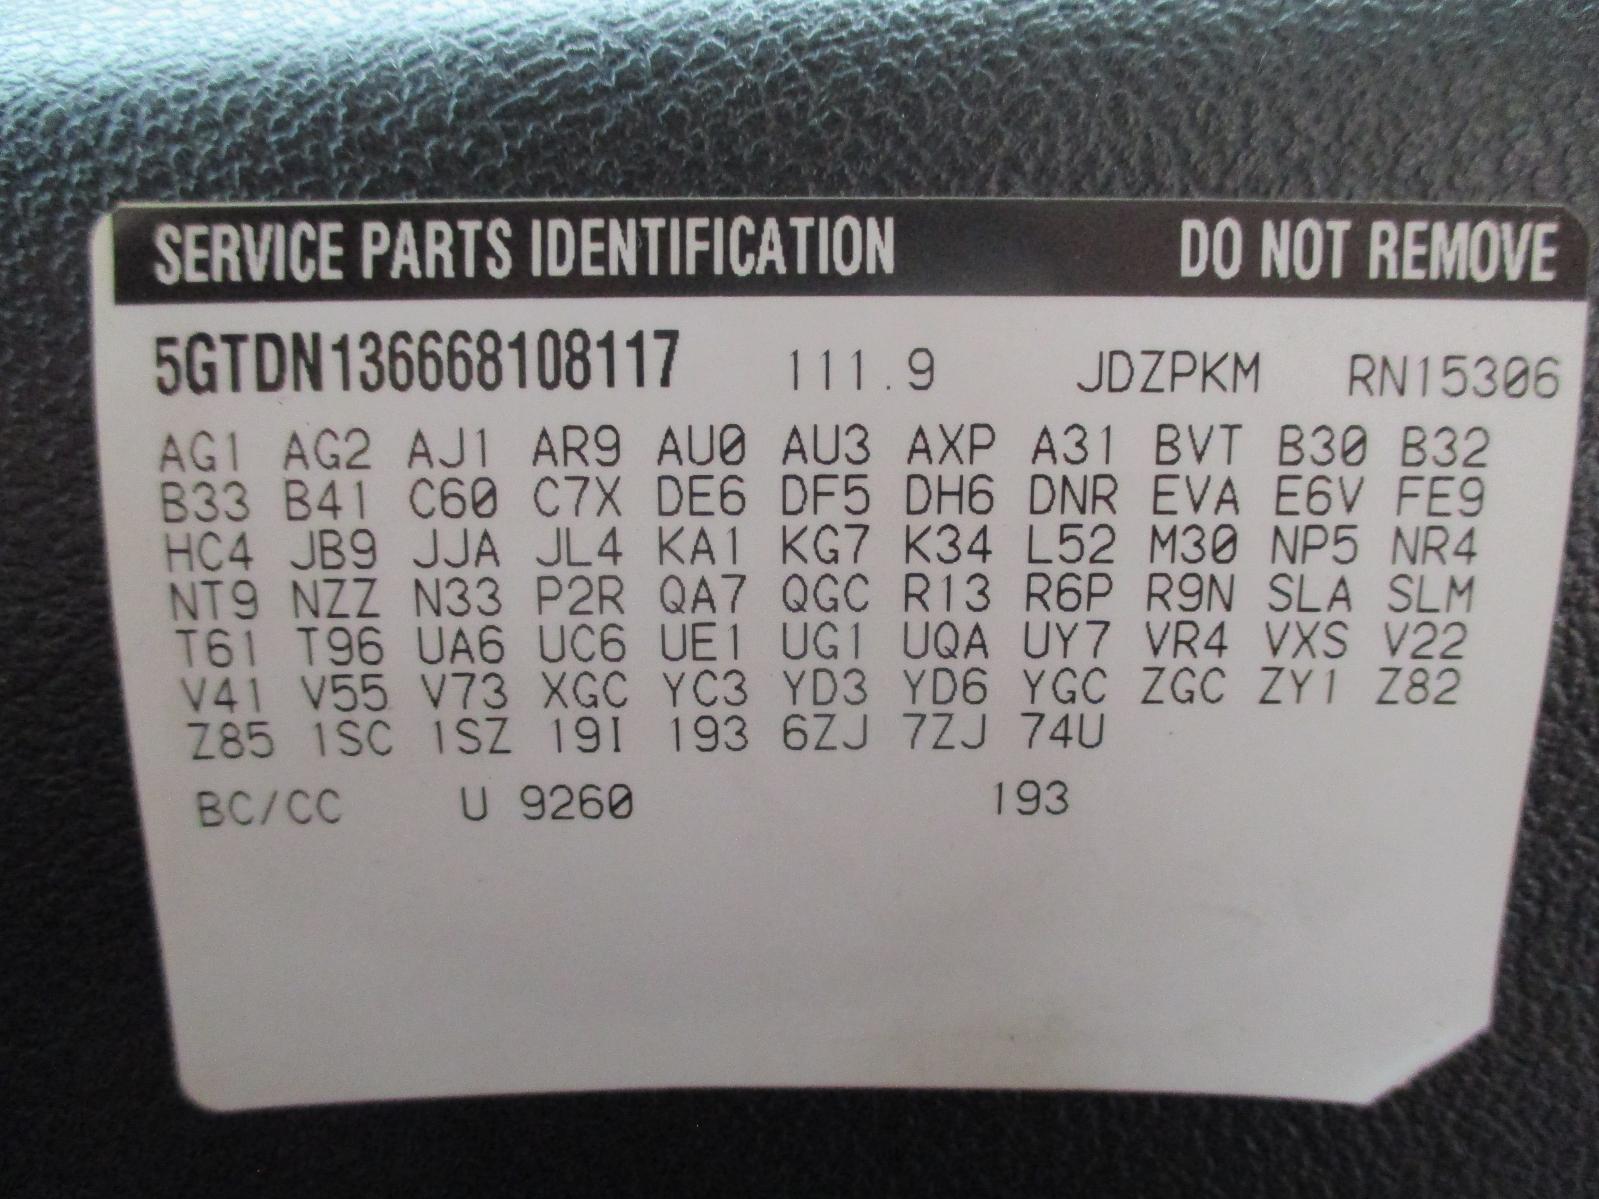 SERVICE PARTS IDENTIFICATION DO NOT REMOVE
5GTDN136668108117 111.9 JDZPKM RN15306
AG1 AG2 AJ1 AR9 AU0 AU3 AXP A31 BVT B30 B32
B33 B41 C60 C7X DE6 DF5 DH6 DNR EVA E6V FE9
HC4 JB9 JJA JL4 KA1 KG7 K34 L52 M30 NP5 NR4
NT9 NZZ N33 P2R QA7 QGC R13 R6P R9N SLA SLM
T61 T96 UA6 UC6 UE1 UG1 UQA UY7 VR4 VXS V22
V41 V55 V73 XGC YC3 YD3 YD6 YGC ZGC ZY1 Z82
Z85 1SC 1SZ 19I 193 6ZJ 7ZJ 74U
BC/CC U 9260 193